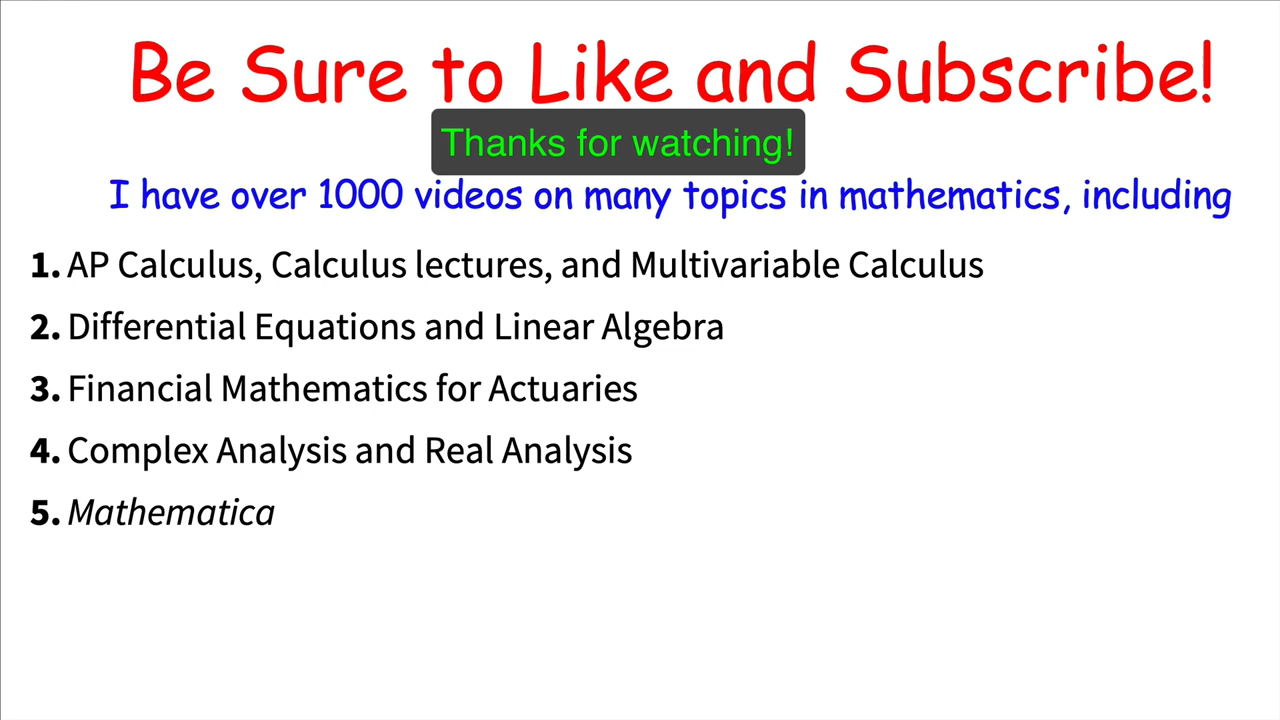 Be Sure to Like and Subscribe!
Thanks for watching!
I have over 1000 videos on many topics in mathematics, including
1. AP Calculus, Calculus lectures, and Multivariable Calculus
2. Differential Equations and Linear Algebra
3. Financial Mathematics for Actuaries
4. Complex Analysis and Real Analysis
5. Mathematica